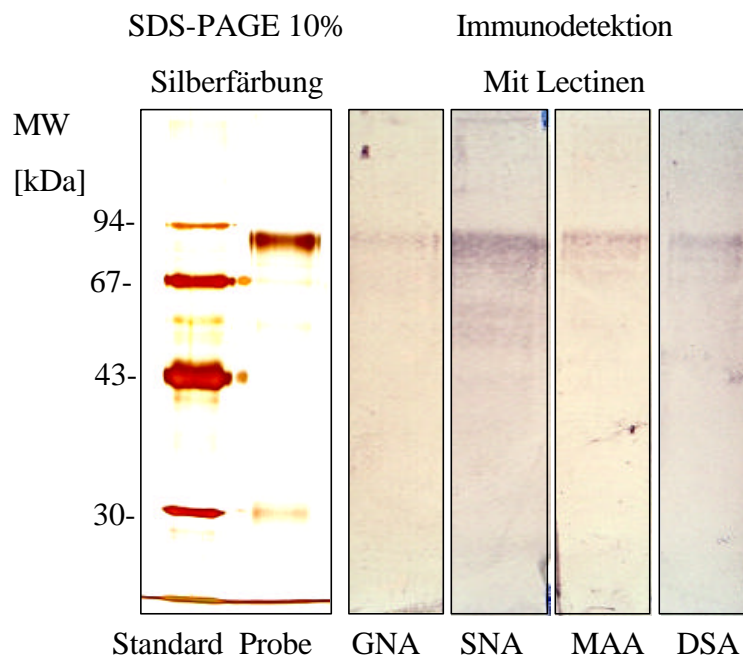 SDS-PAGE 10% Immunodetektion
Silberfärbung Mit Lectinen
MW
[kDa]
94-
67-
43-
30-
Standard Probe GNA SNA MAA DSA